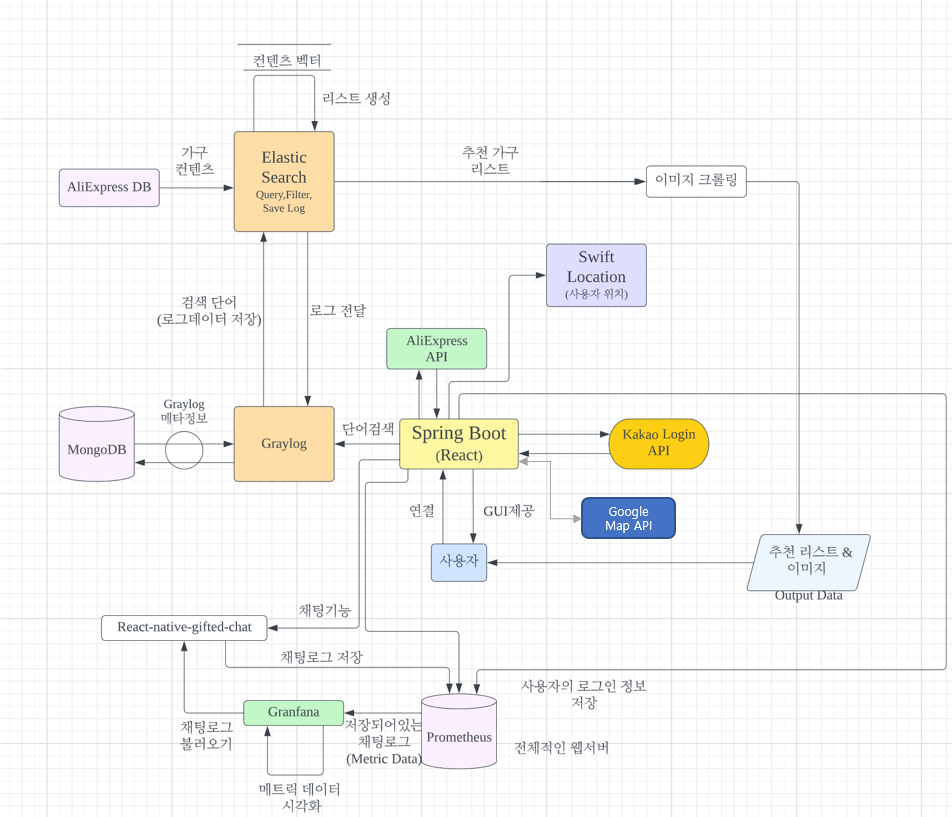 컨텐츠 벡터
리스트 생성
가구
컨텐츠
추천 가구
리스트
Elastic
Search
Query,Filter,
Save Log
AliExpress DB
이미지 크롤링
Swift
Location
(사용자 위치)
검색 단어
(로그데이터 저장)
로그 전달
AliExpress
API
Graylog
메타정보
MongoDB
Graylog
단어검색
Spring Boot
(React)
Kakao Login
API
연결
GUI제공
Google
Map API
사용자
추천 리스트 &
이미지
Output Data
채팅기능
React-native-gifted-chat
채팅로그 저장
사용자의 로그인 정보
저장
Granfana
채팅로그
불러오기
저장되어있는
채팅로그
(Metric Data)
Prometheus
전체적인 웹서버
메트릭 데이터
시각화